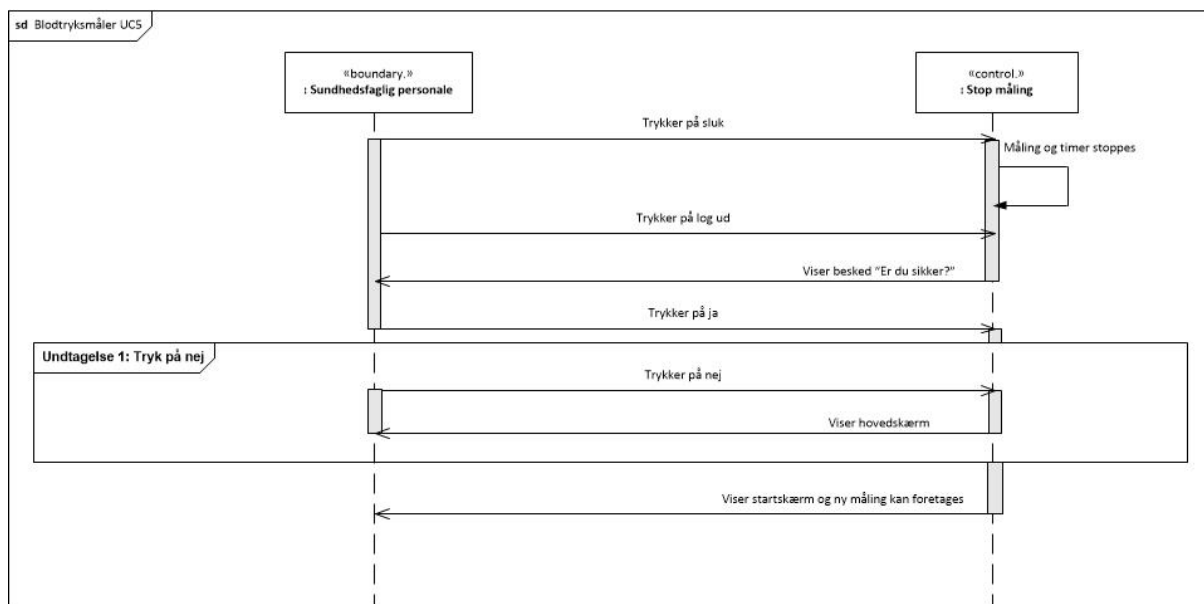 sd Blodtryksmåler UC5
«boundary.»
: Sundhedsfaglig personale
«control.»
: Stop måling
Trykker på sluk
Måling og timer stoppes
Trykker på log ud
Viser besked "Er du sikker?"
Trykker på ja
Undtagelse 1: Tryk på nej
Trykker på nej
Viser hovedskærm
Viser startskærm og ny måling kan foretages